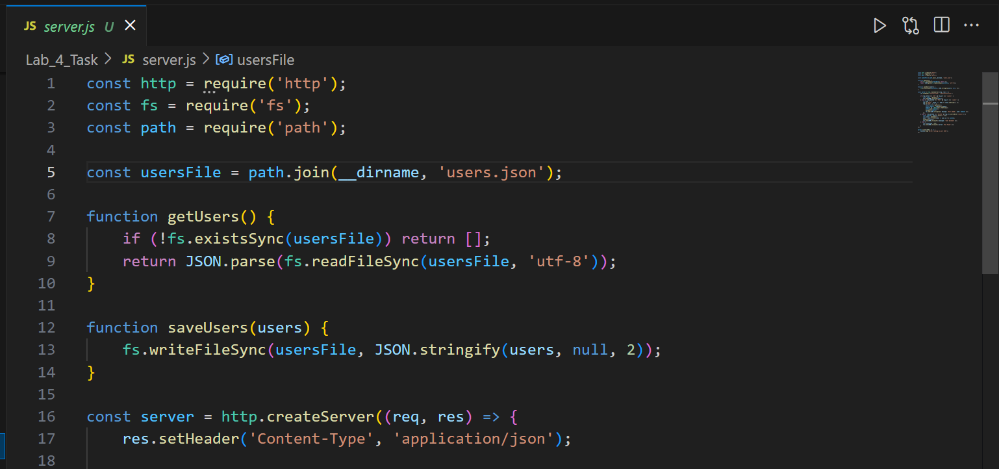 JS server.js U
Lab_4_Task > JS server.js > usersFile
1 const http = require('http');
2 const fs = require('fs');
3 const path = require('path');
4
5 const usersFile = path.join(__dirname, 'users.json');
6
7 function getUsers() {
8     if (!fs.existsSync(usersFile)) return [];
9     return JSON.parse(fs.readFileSync(usersFile, 'utf-8'));
10 }
11
12 function saveUsers(users) {
13     fs.writeFileSync(usersFile, JSON.stringify(users, null, 2));
14 }
15
16 const server = http.createServer((req, res) => {
17     res.setHeader('Content-Type', 'application/json');
18